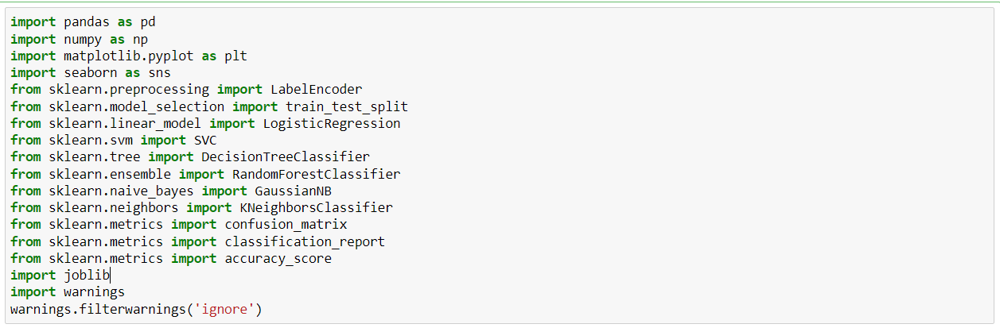 import pandas as pd
import numpy as np
import matplotlib.pyplot as plt
import seaborn as sns
from sklearn.preprocessing import LabelEncoder
from sklearn.model_selection import train_test_split
from sklearn.linear_model import LogisticRegression
from sklearn.svm import SVC
from sklearn.tree import DecisionTreeClassifier
from sklearn.ensemble import RandomForestClassifier
from sklearn.naive_bayes import GaussianNB
from sklearn.neighbors import KNeighborsClassifier
from sklearn.metrics import confusion_matrix
from sklearn.metrics import classification_report
from sklearn.metrics import accuracy_score
import joblib
import warnings
warnings.filterwarnings('ignore')